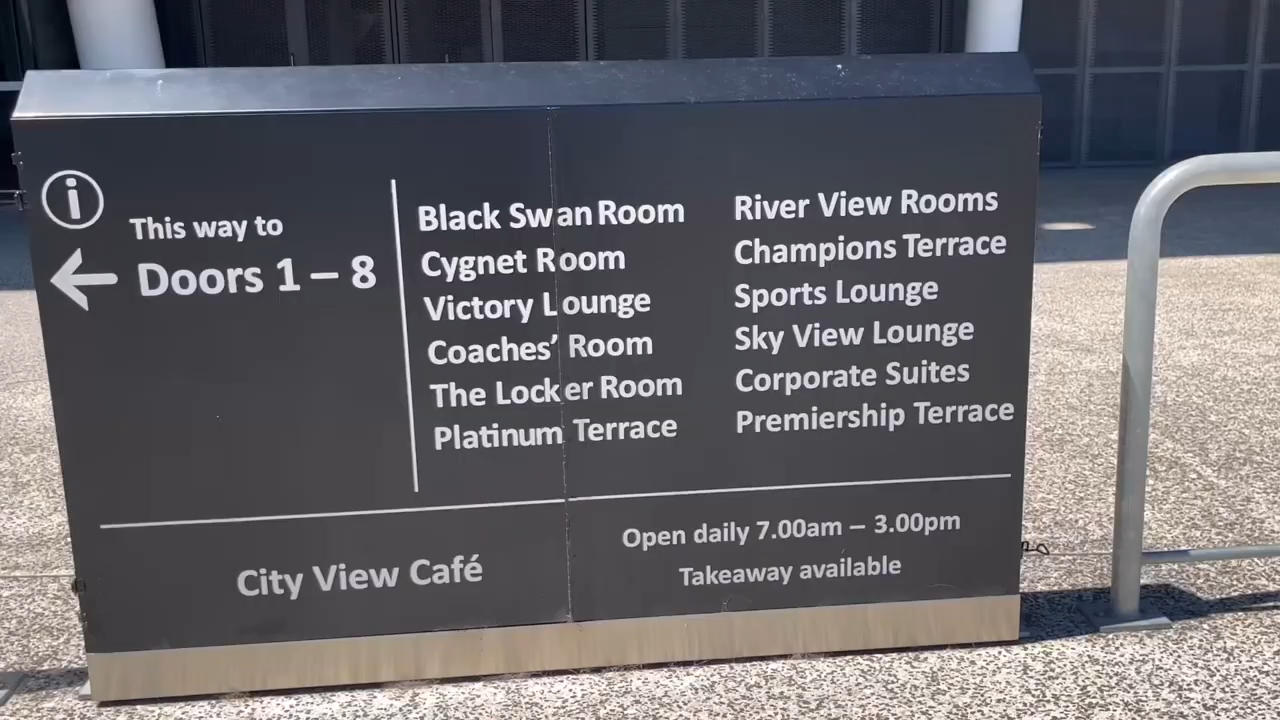 i
This way to
Doors 1 – 8
Black Swan Room
Cygnet Room
Victory Lounge
Coaches’ Room
The Locker Room
Platinum Terrace
River View Rooms
Champions Terrace
Sports Lounge
Sky View Lounge
Corporate Suites
Premiership Terrace
City View Café
Open daily 7.00am – 3.00pm
Takeaway available